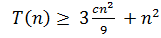 T(n) ≥ 3 cn²/9 + n²